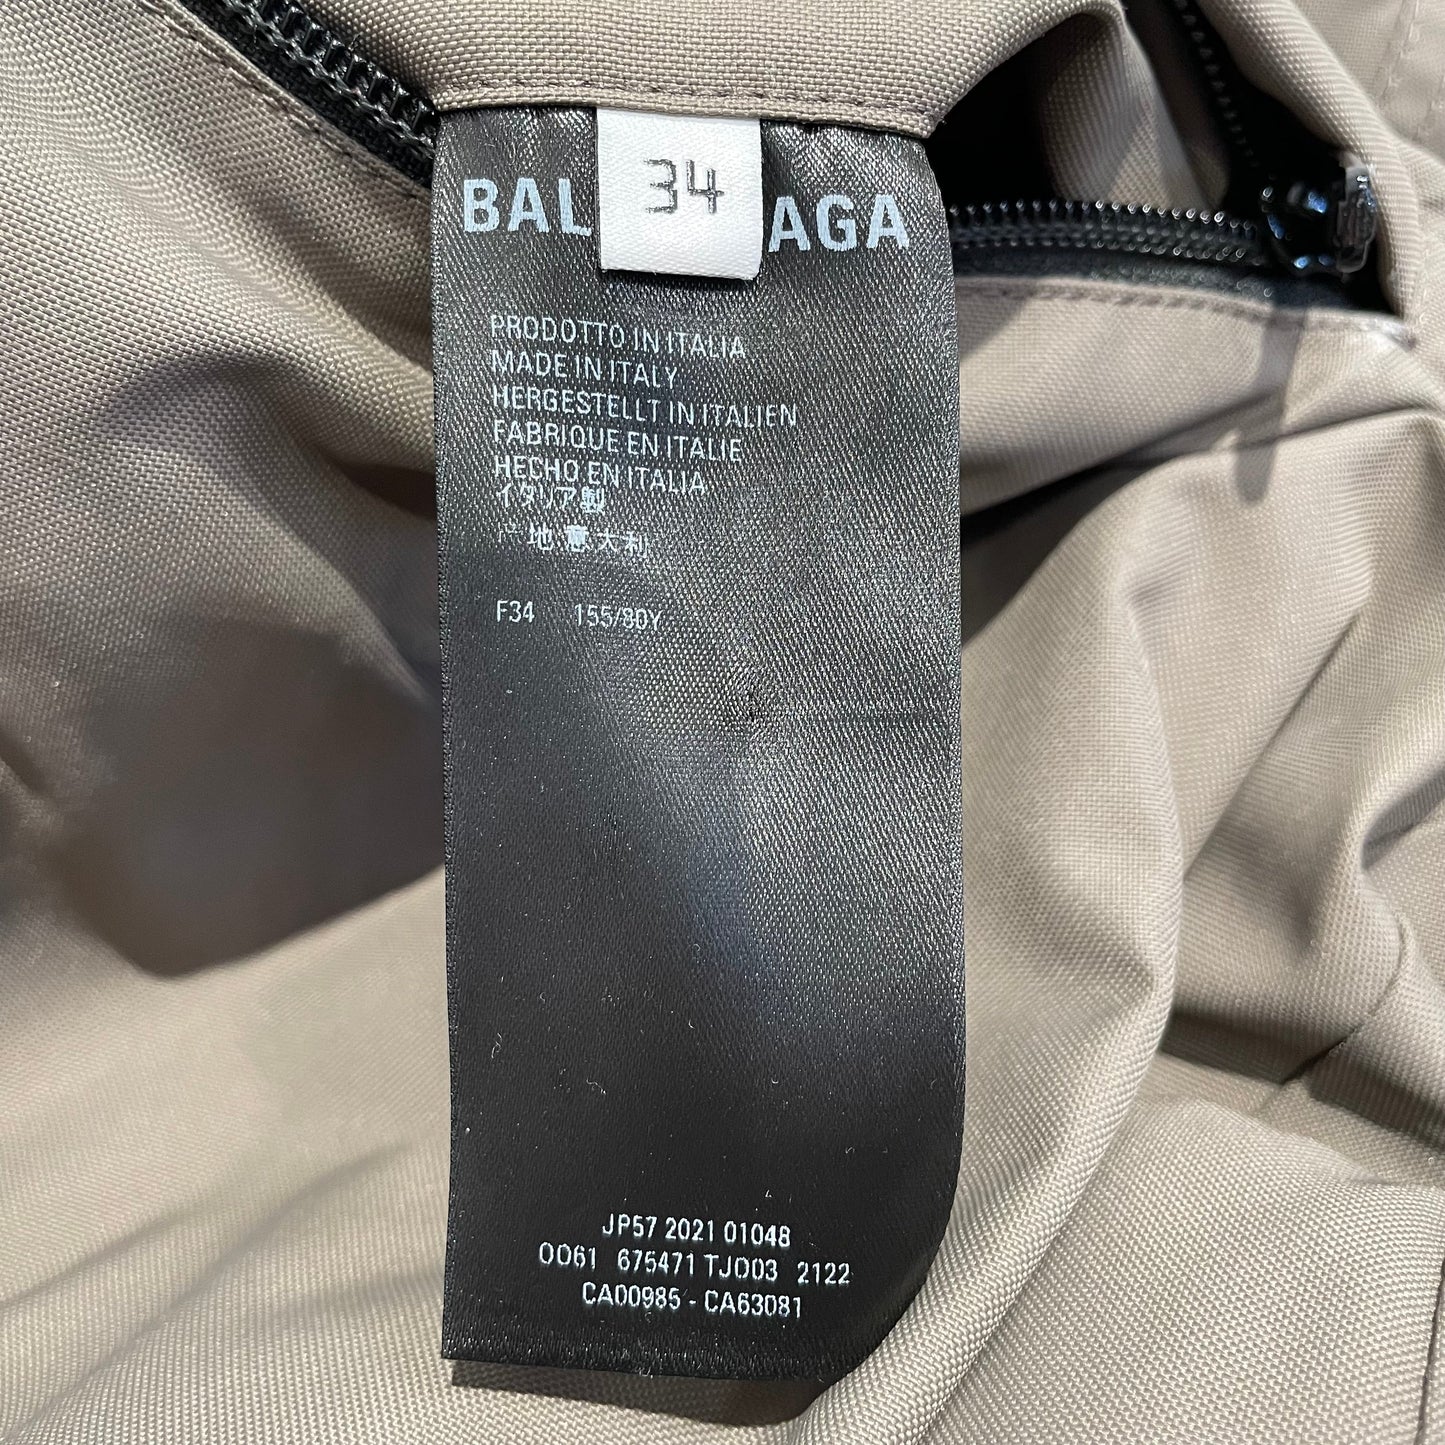 34
BAL AGA
PRODOTTO IN ITALIA
MADE IN ITALY
HERGESTELLT IN ITALIEN
FABRIQUE EN ITALIE
HECHO EN ITALIA
イタリア製
产地:意大利
F34 155/80Y
JP57 2021 01048
0061 675471 TJO03 2122
CA00985 - CA63081